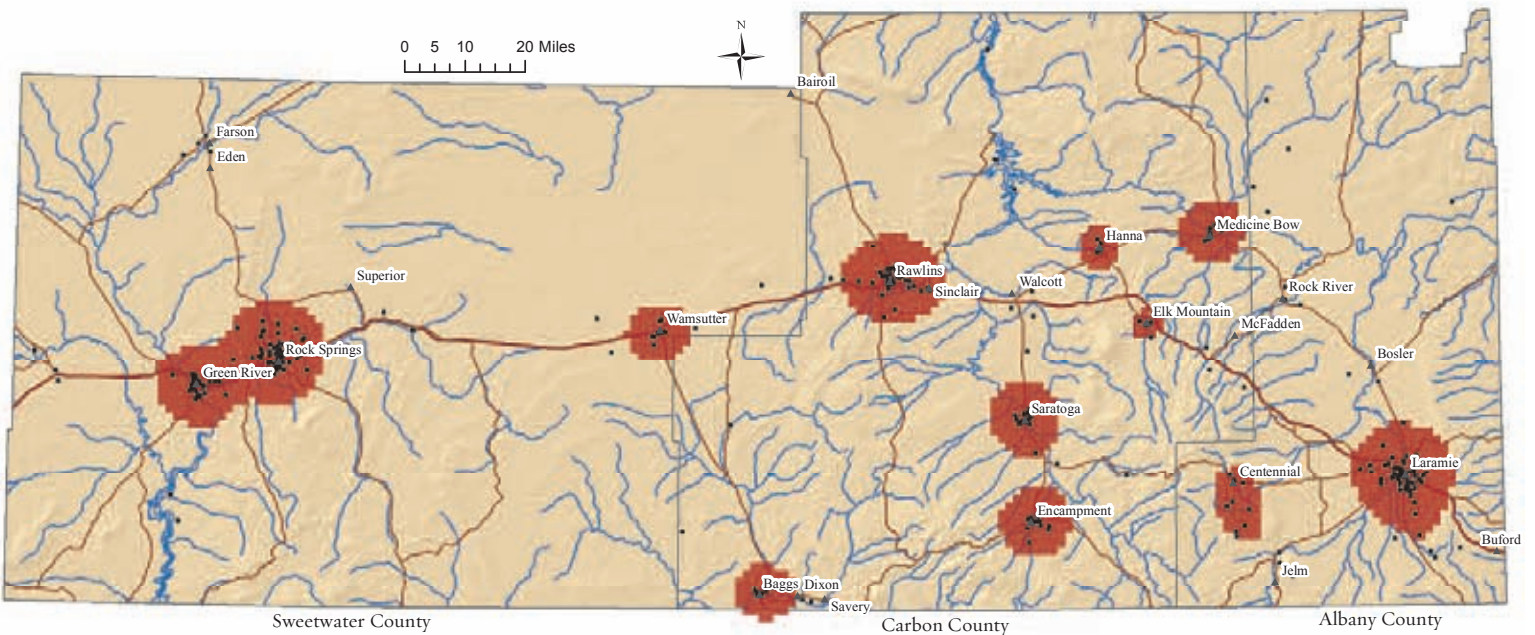 0 5 10 20 Miles
N
Bairoil
Farson
Eden
Superior
Rock Springs
Green River
Wamsutter
Rawlins
Sinclair
Walcott
Hanna
Medicine Bow
Rock River
Elk Mountain
McFadden
Bosler
Saratoga
Centennial
Laramie
Encampment
Buford
Jelm
Baggs
Dixon
Savery
Sweetwater County
Carbon County
Albany County